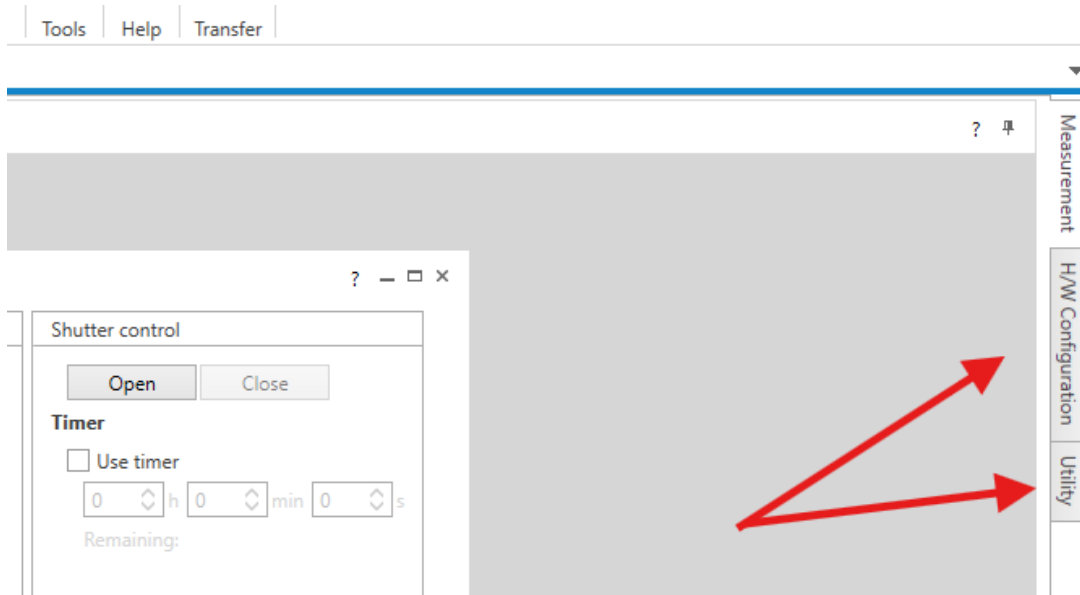 Tools Help Transfer
?
Measurement
H/W Configuration
Utility
?
Shutter control
Open Close
Timer
Use timer
0 h 0 min 0 s
Remaining: